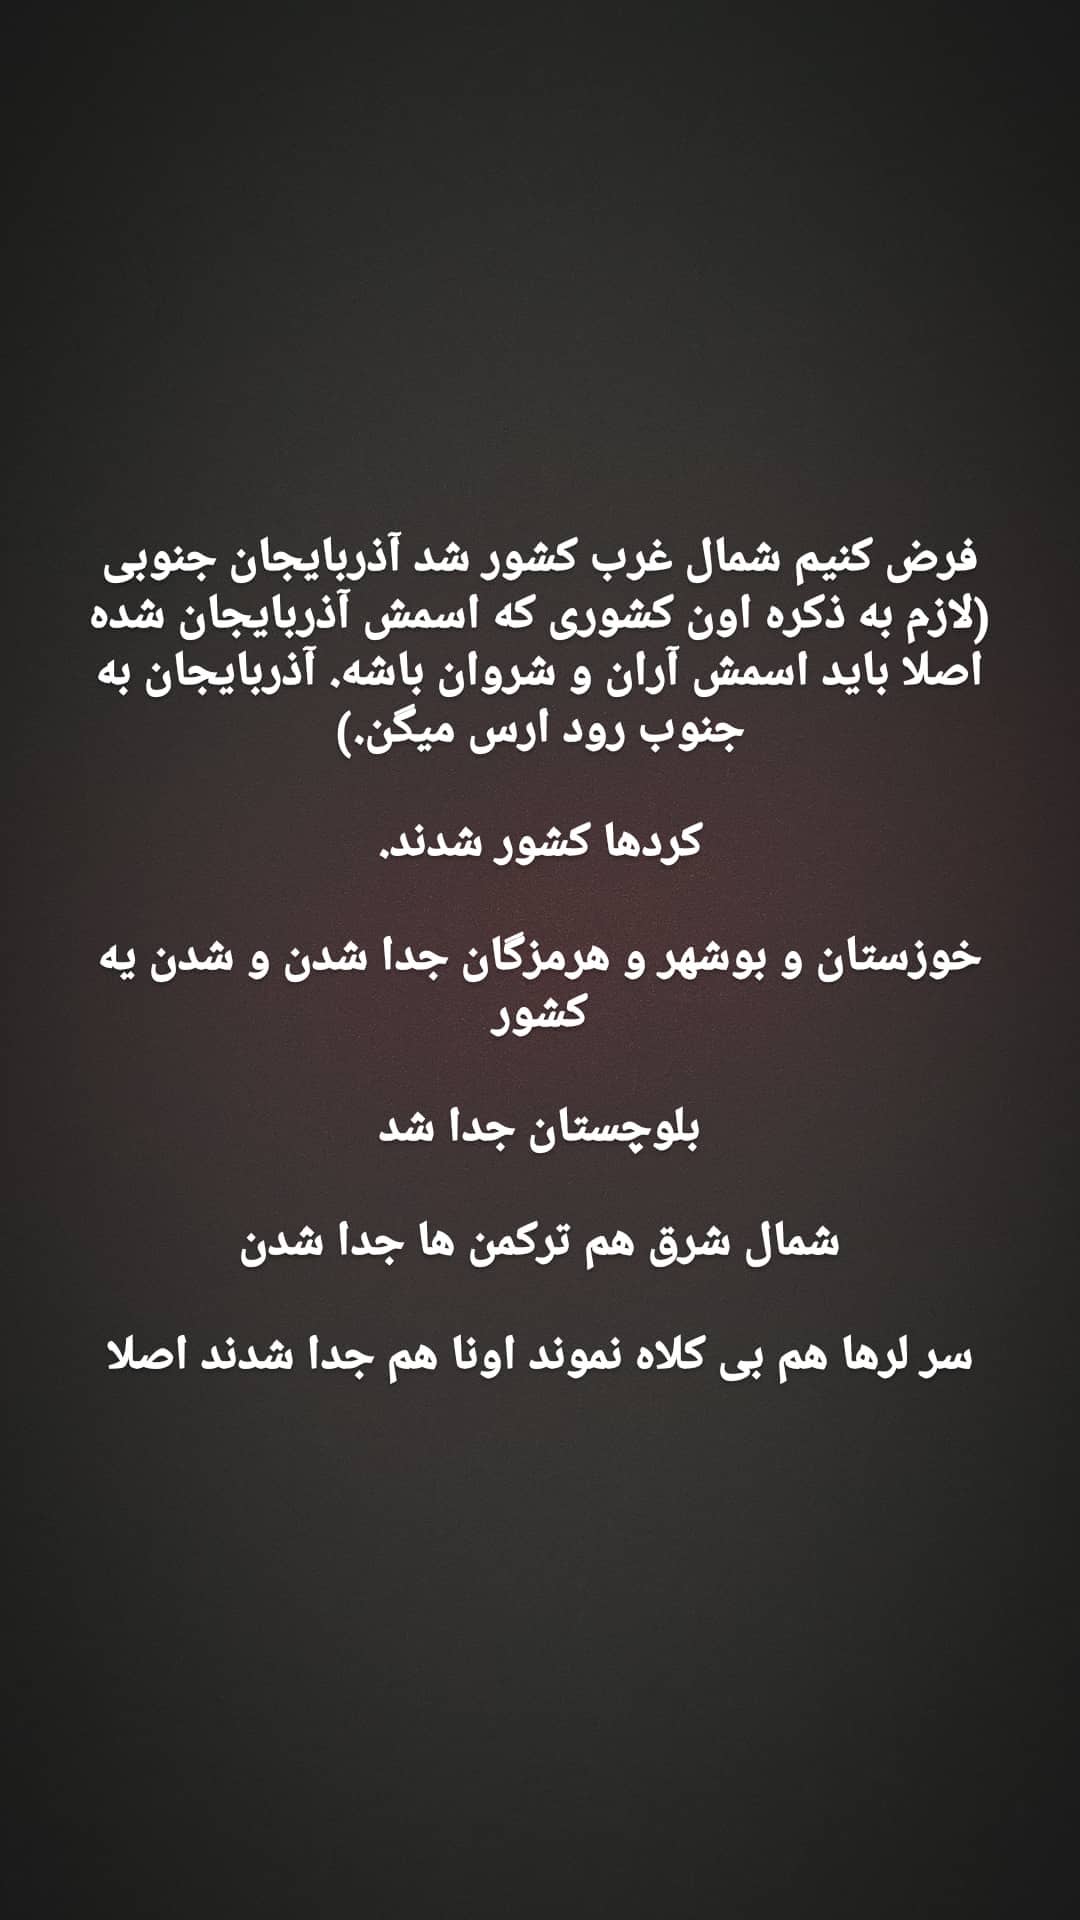 فرض کنیم شمال غرب کشور شد آذربایجان جنوبی
(لازم به ذکره اون کشوری که اسمش آذربایجان شده
اصلا باید اسمش آران و شروان باشه. آذربایجان به
جنوب رود ارس میگن.)
کردها کشور شدند.
خوزستان و بوشهر و هرمزگان جدا شدن و شدن یه
کشور
بلوچستان جدا شد
شمال شرق هم ترکمن ها جدا شدن
سر لرها هم بی کلاه نموند اونا هم جدا شدند اصلا